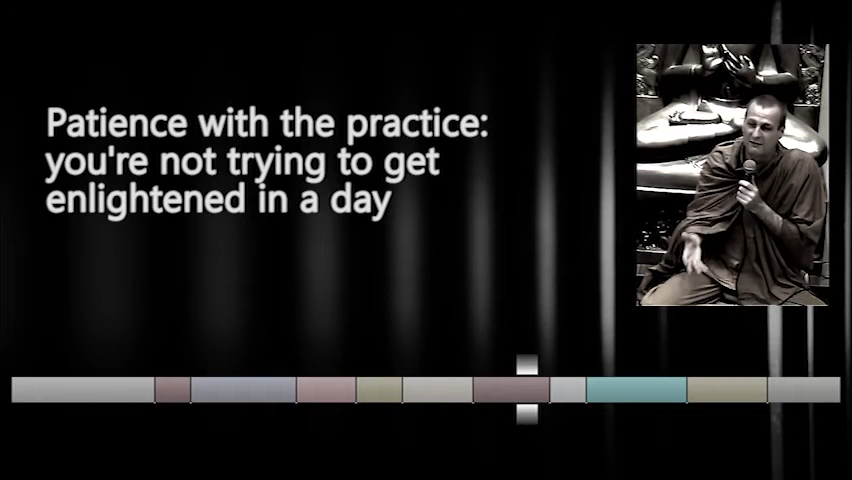 Patience with the practice:
you're not trying to get
enlightened in a day